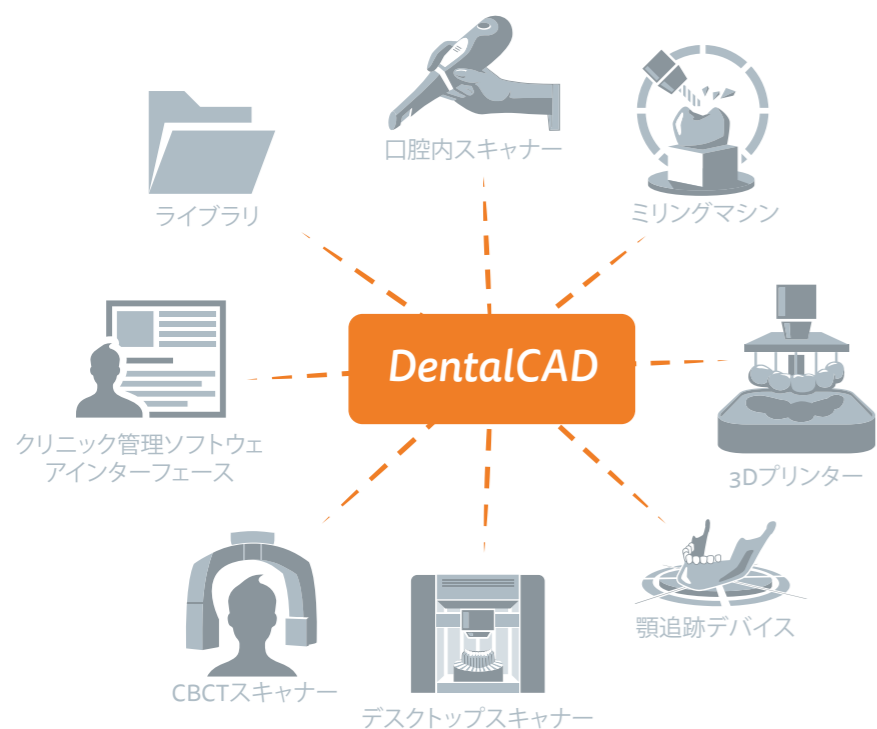 口腔内スキャナー
ライブラリ
ミリングマシン
DentalCAD
クリニック管理ソフトウェ
アインターフェース
3Dプリンター
顎追跡デバイス
CBCTスキャナー
デスクトップスキャナー